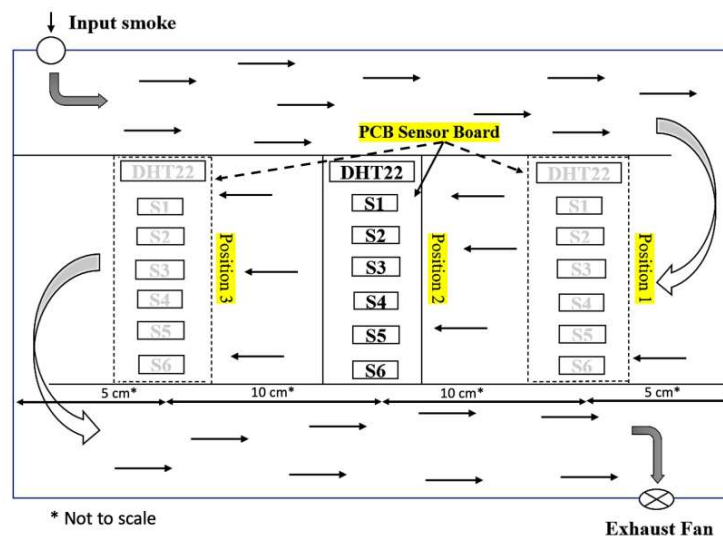 Input smoke
PCB Sensor Board
DHT22
S1
S2
S3
S4
S5
S6
Position 3
DHT22
S1
S2
S3
S4
S5
S6
Position 2
DHT22
S1
S2
S3
S4
S5
S6
Position 1
5 cm*
10 cm*
10 cm*
5 cm*
* Not to scale
Exhaust Fan